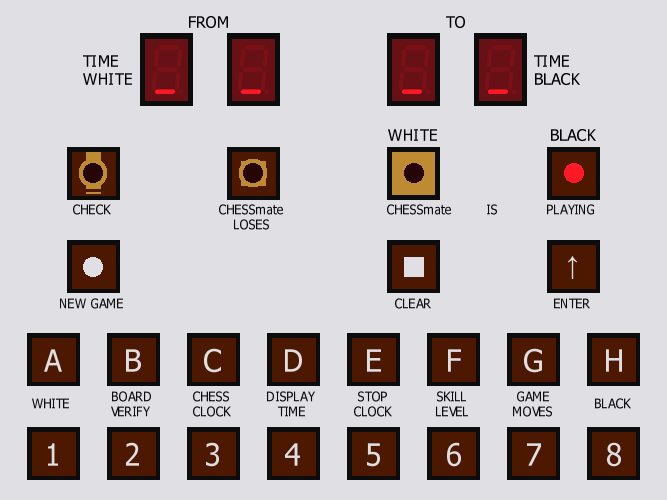 FROM TO
TIME WHITE
TIME BLACK
WHITE BLACK
CHECK CHESSmate LOSES CHESSmate IS PLAYING
NEW GAME CLEAR ↑ ENTER
A B C D E F G H
WHITE BOARD VERIFY CHESS CLOCK DISPLAY TIME STOP CLOCK SKILL LEVEL GAME MOVES BLACK
1 2 3 4 5 6 7 8